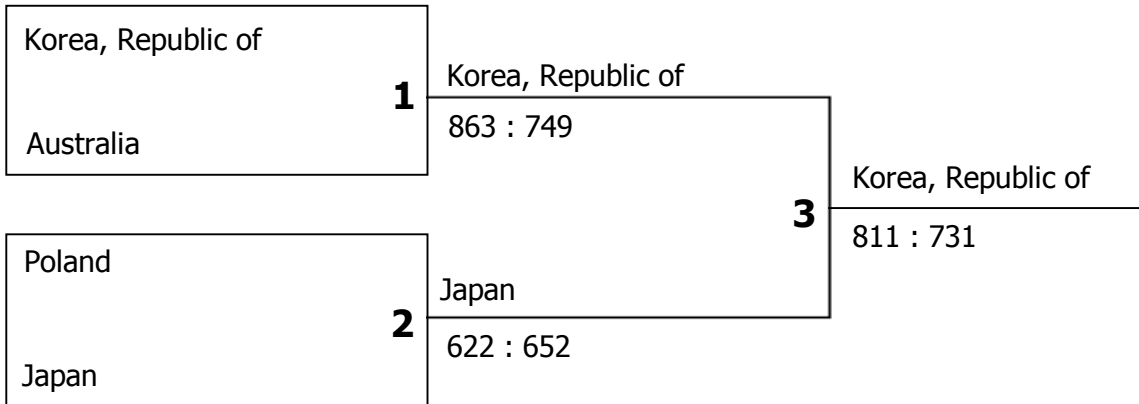 Korea, Republic of
1
Australia
Korea, Republic of
863 : 749
Poland
2
Japan
Japan
622 : 652
3
Korea, Republic of
811 : 731